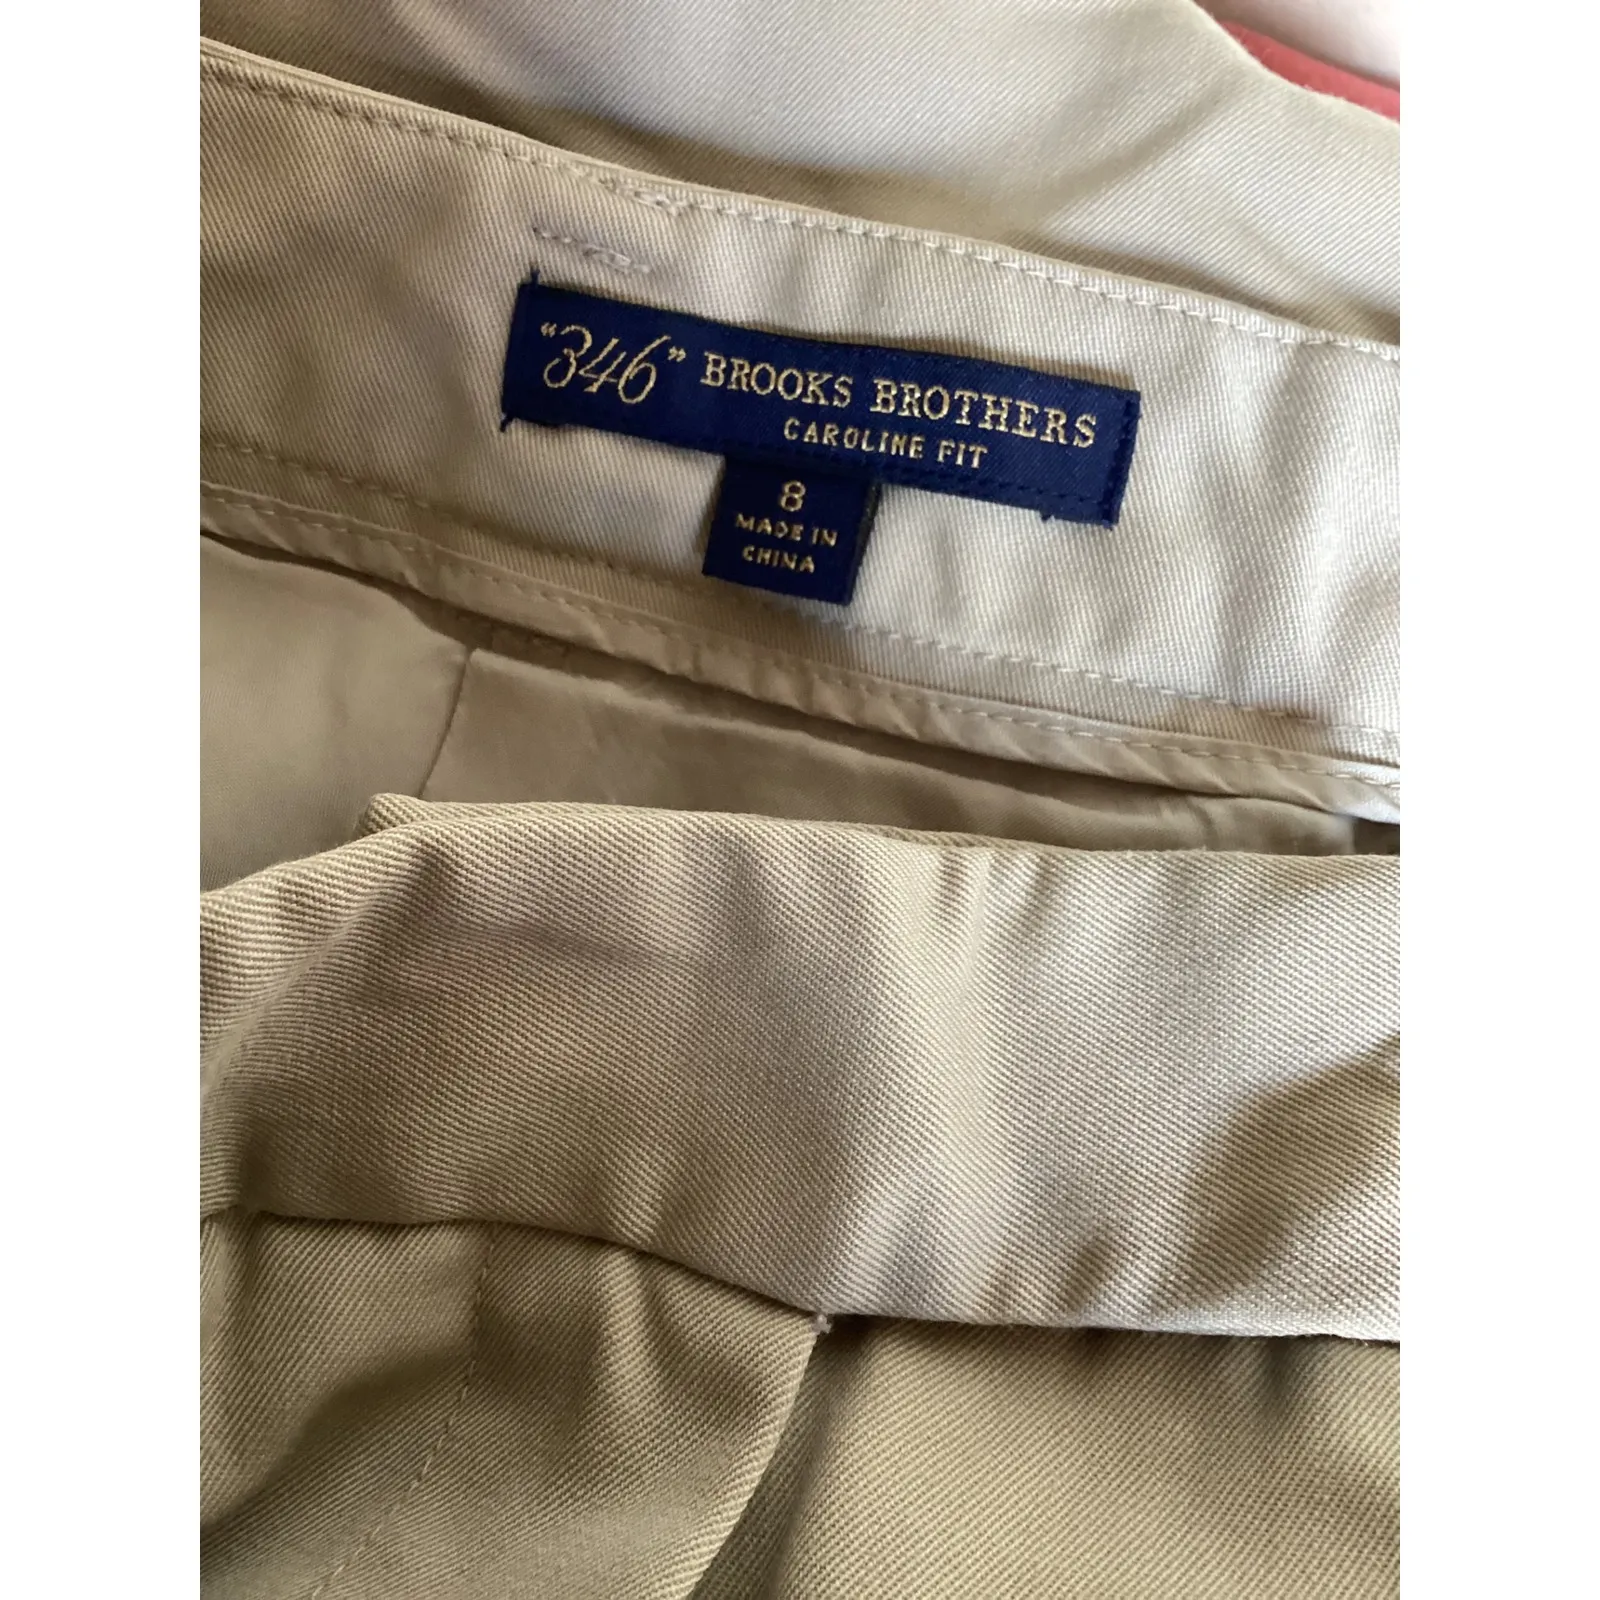 "346" BROOKS BROTHERS
CAROLINE FIT
8
MADE IN
CHINA